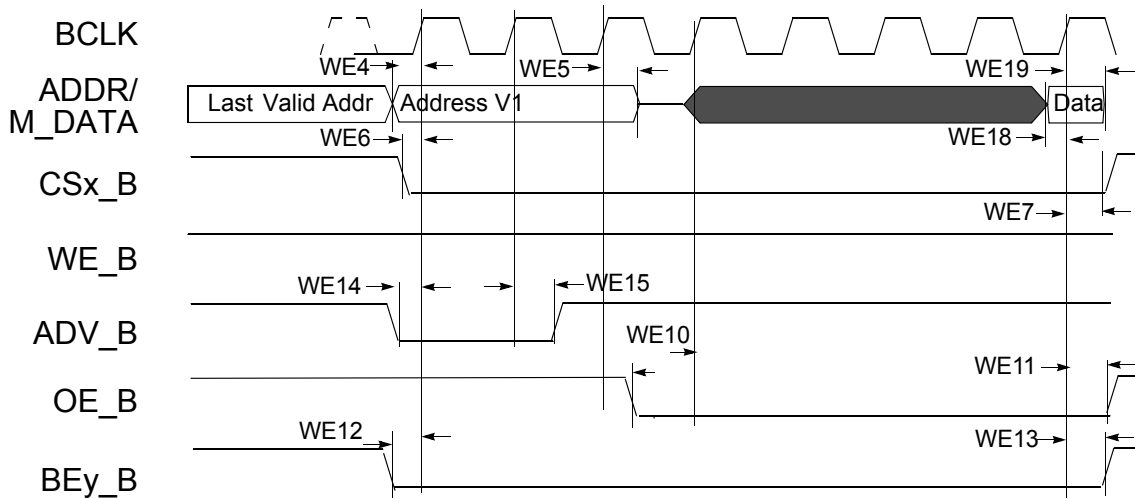 BCLK
WE4
WE5
WE19
ADDR/
M_DATA
Last Valid Addr
Address V1
Data
WE6
WE18
CSx_B
WE7
WE_B
WE14
WE15
ADV_B
WE10
WE11
OE_B
WE12
WE13
BEy_B